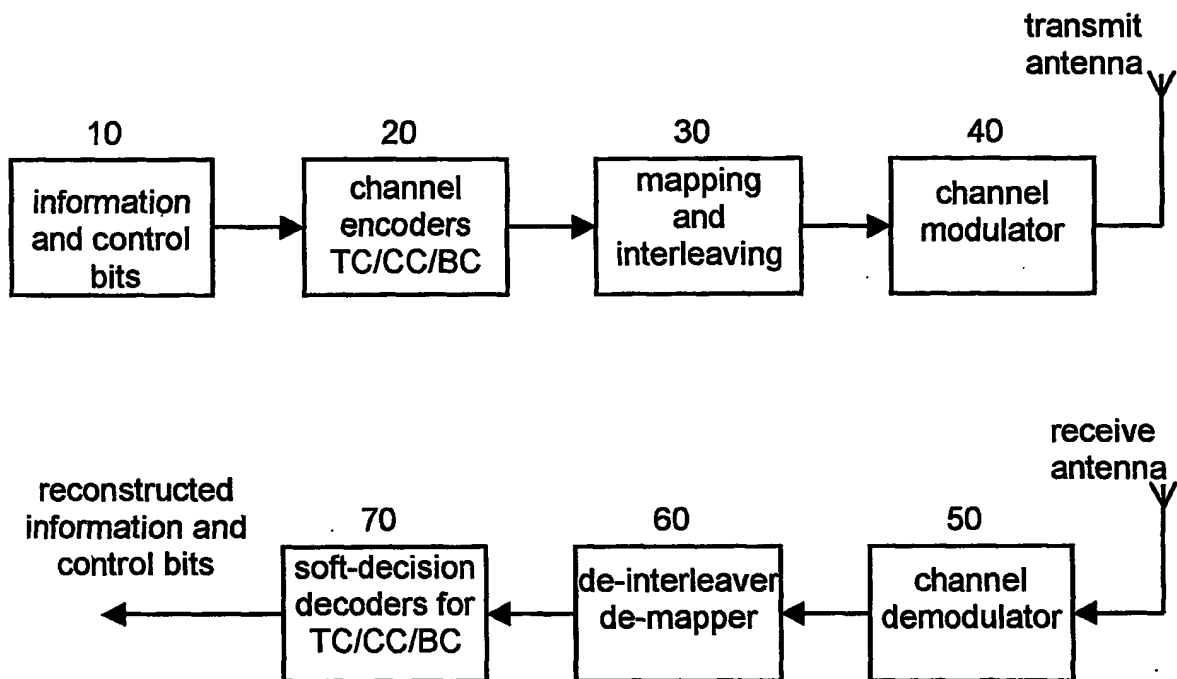 transmit
antenna
10
20
30
40
information
and control
bits
channel
encoders
TC/CC/BC
mapping
and
interleaving
channel
modulator
receive
antenna
reconstructed
information and
control bits
70
60
50
soft-decision
decoders for
TC/CC/BC
de-interleaver
de-mapper
channel
demodulator